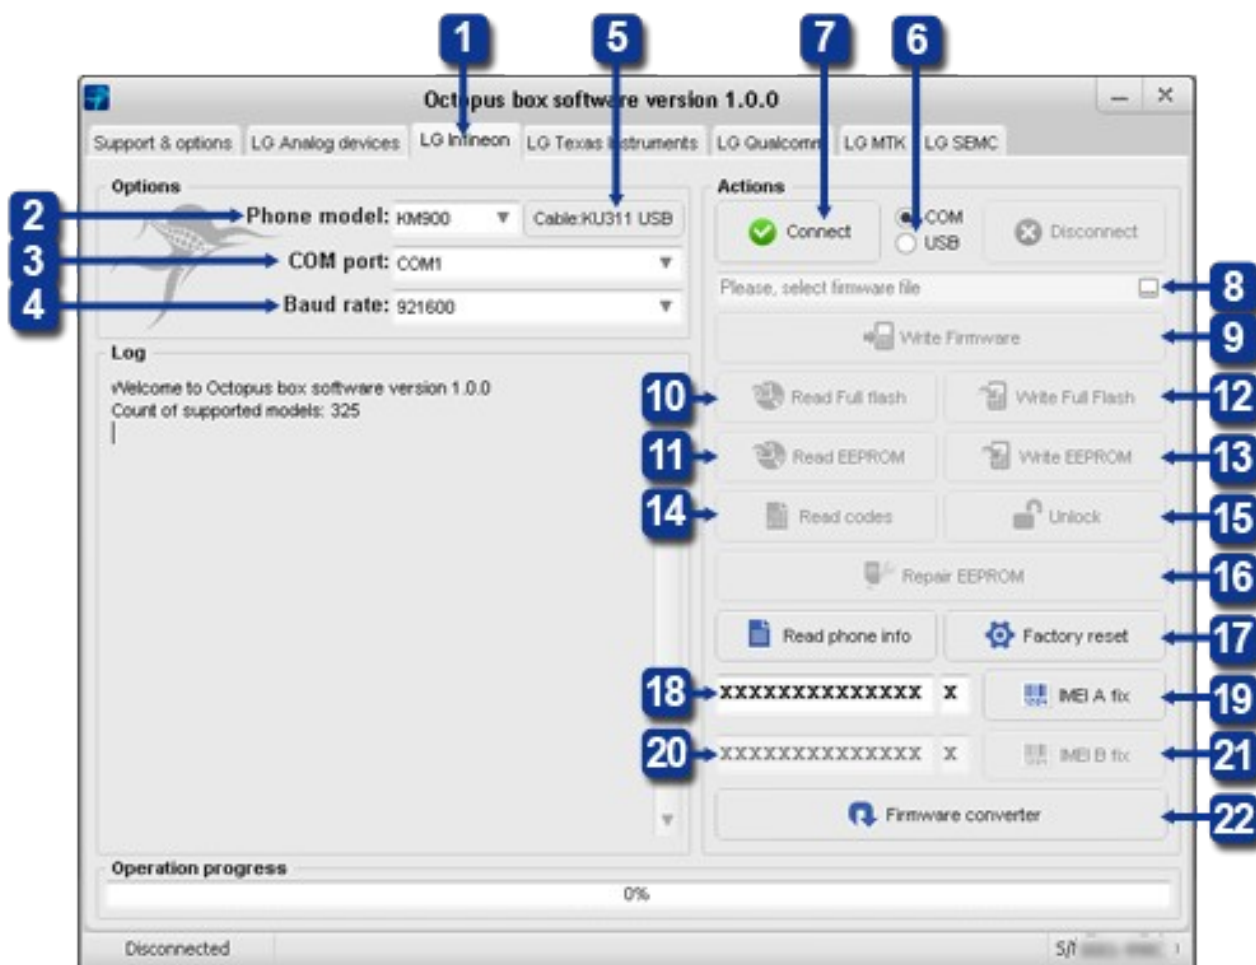 1 5 7 6
Octopus box software version 1.0.0
Support & options LG Analog devices LG Infineon LG Texas Instruments LG Qualcomm LG MTK LG SEMC
Options
2 Phone model: KM900 Cable:KU311 USB
3 COM port: COM1
4 Baud rate: 921600
Log
Welcome to Octopus box software version 1.0.0
Count of supported models: 325
Actions
Connect COM USB Disconnect
Please, select firmware file 8
Write Firmware 9
10 Read Full flash Write Full Flash 12
11 Read EEPROM Write EEPROM 13
14 Read codes Unlock 15
Repair EEPROM 16
Read phone info Factory reset 17
18 XXXXXXXXXXXXXX X IMEI A fix 19
20 XXXXXXXXXXXXXX X IMEI B fix 21
Firmware converter 22
Operation progress
0%
Disconnected